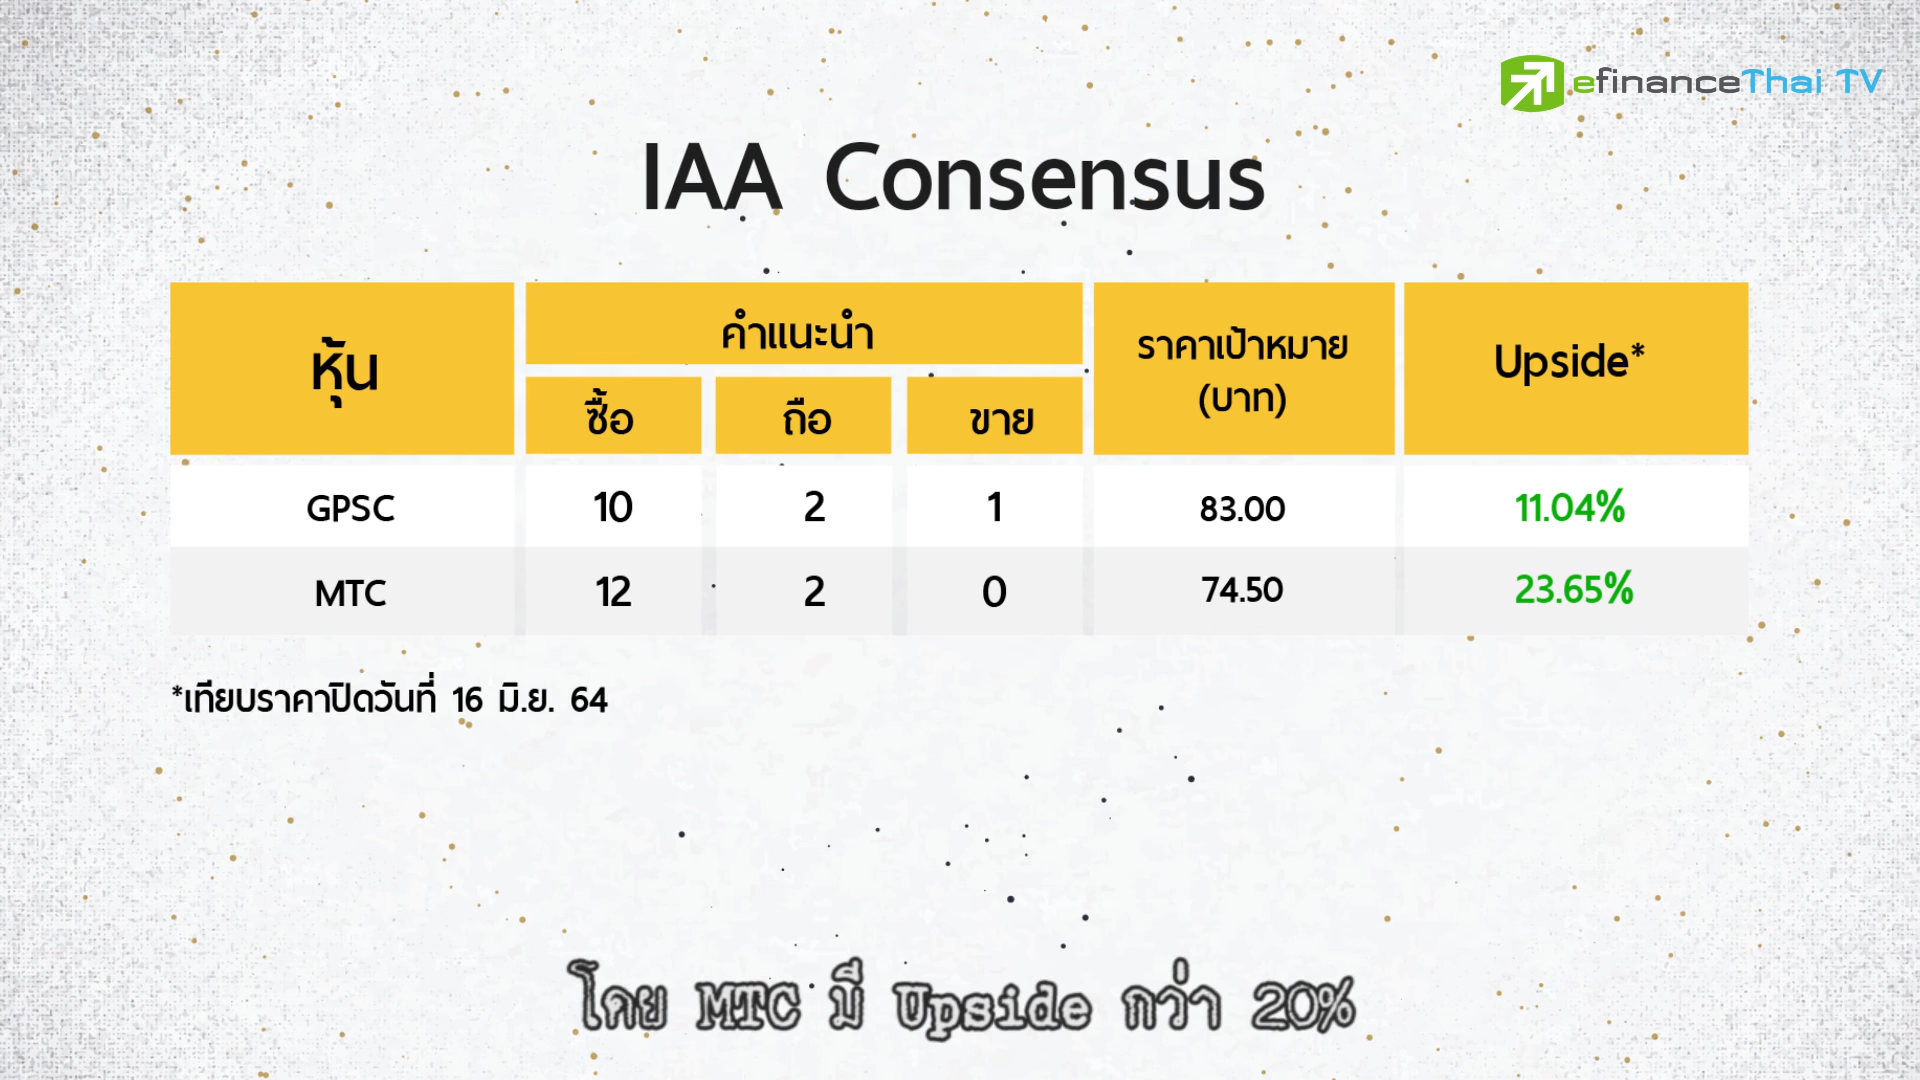 efinanceThai TV
IAA Consensus
หุ้น คำแนะนำ ราคาเป้าหมาย (บาท) Upside*
ซื้อ ถือ ขาย
GPSC 10 2 1 83.00 11.04%
MTC 12 2 0 74.50 23.65%
*เทียบราคาปิดวันที่ 16 มิ.ย. 64
โดย MTC มี Upside กว่า 20%